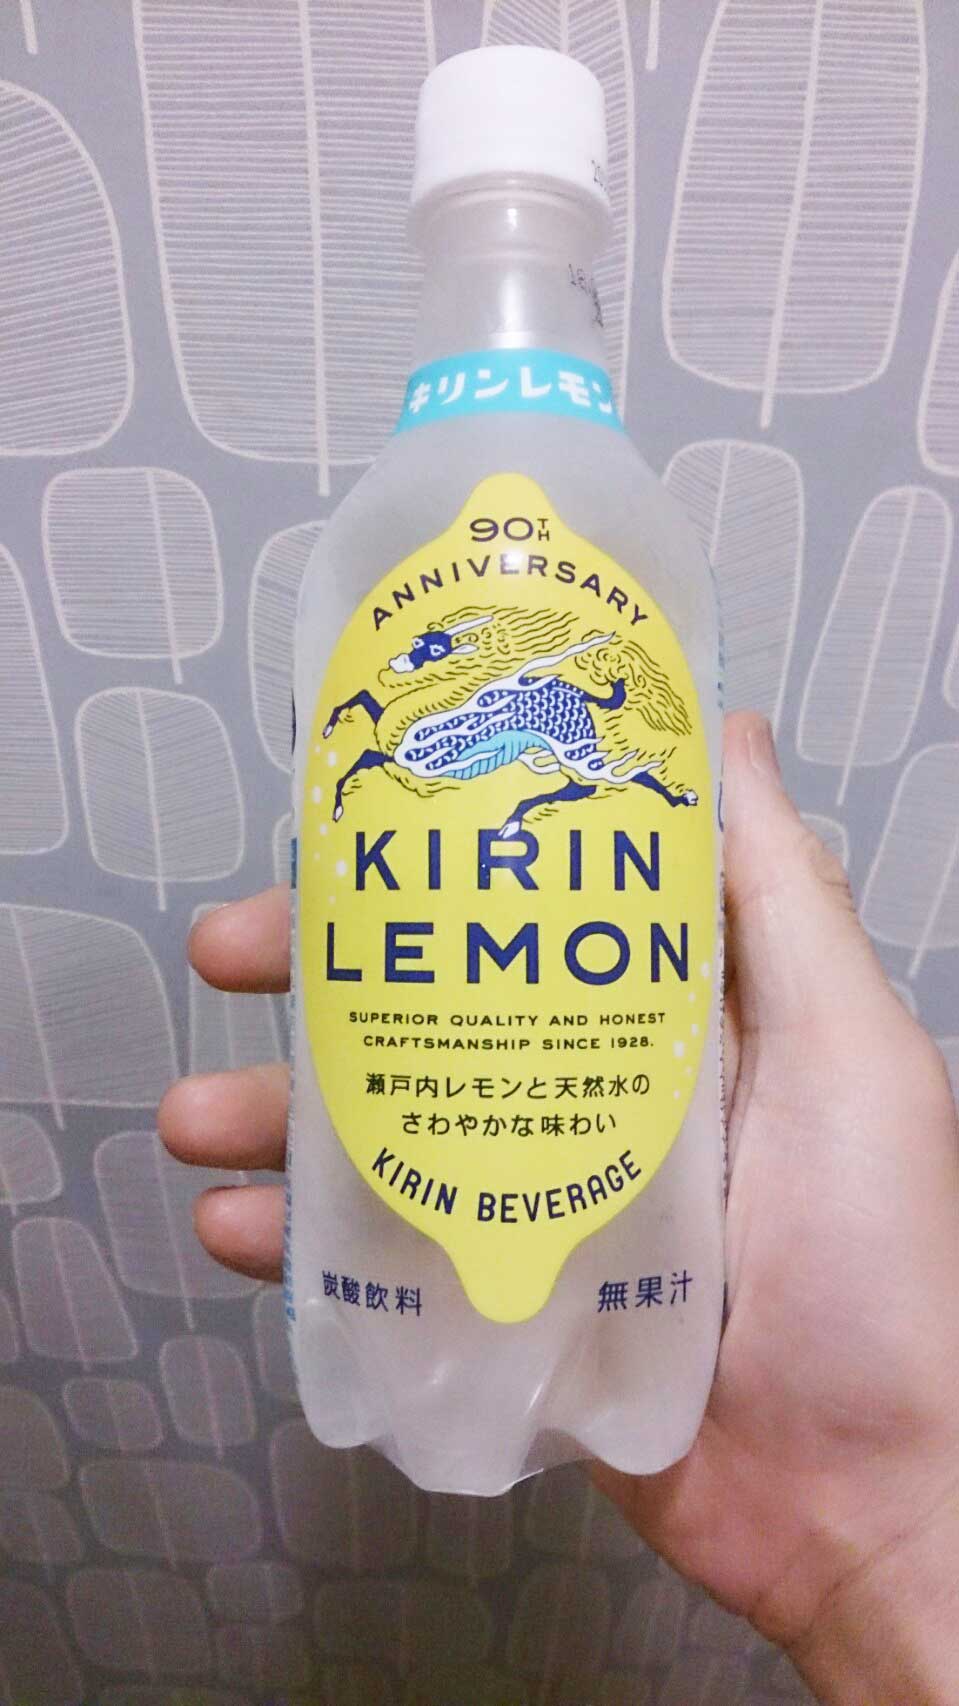 キリンレモン
90TH
ANNIVERSARY
KIRIN
LEMON
SUPERIOR QUALITY AND HONEST
CRAFTSMANSHIP SINCE 1928.
瀬戸内レモンと天然水の
さわやかな味わい
KIRIN BEVERAGE
炭酸飲料
無果汁